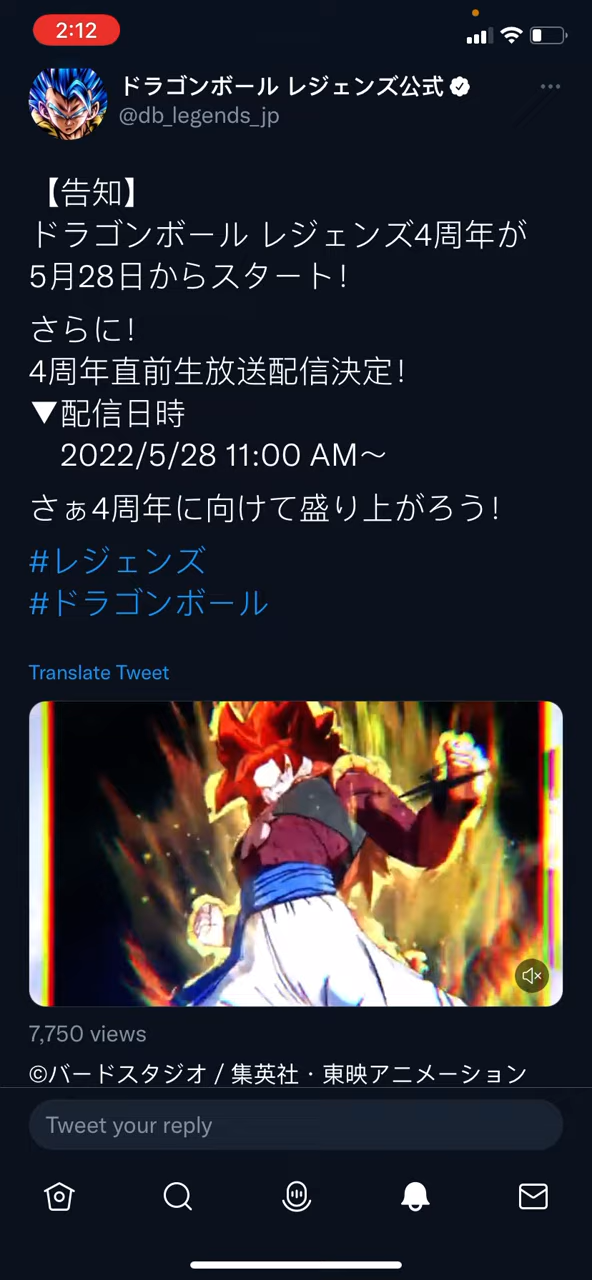 2:12
ドラゴンボール レジェンズ公式
@db_legends_jp
【告知】
ドラゴンボール レジェンズ4周年が
5月28日からスタート!
さらに!
4周年直前生放送配信決定!
▼配信日時
2022/5/28 11:00 AM～
さぁ4周年に向けて盛り上がろう!
#レジェンズ
#ドラゴンボール
Translate Tweet
7,750 views
©バードスタジオ / 集英社・東映アニメーション
Tweet your reply